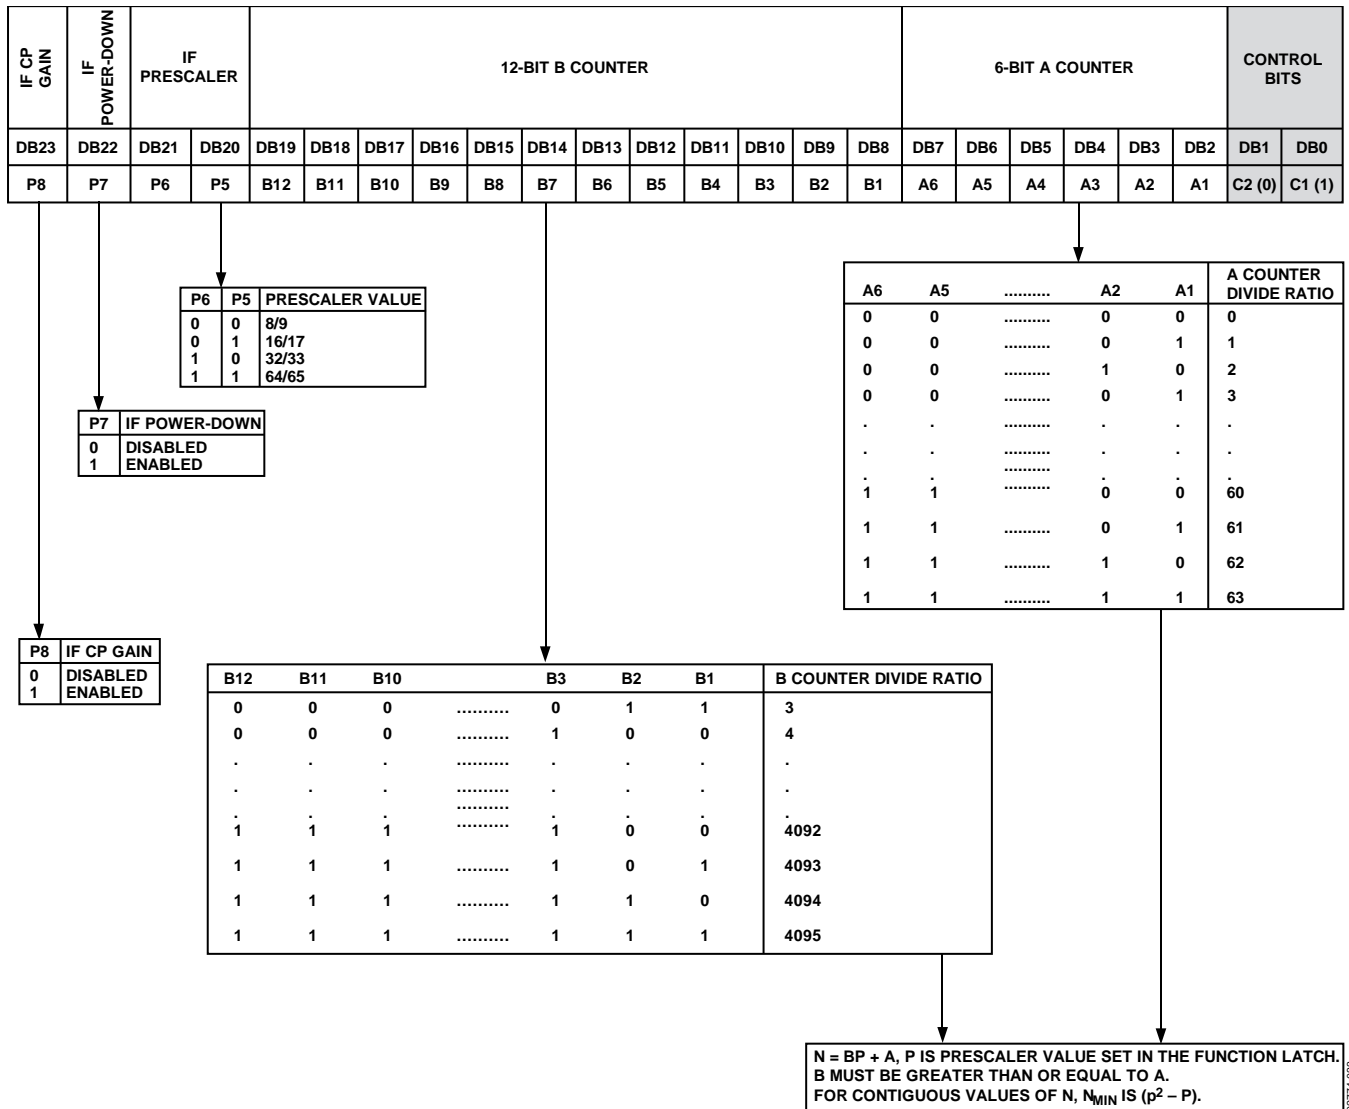 IF CP GAIN
IF POWER-DOWN
IF PRESCALER
12-BIT B COUNTER
6-BIT A COUNTER
CONTROL BITS
DB23 DB22 DB21 DB20 DB19 DB18 DB17 DB16 DB15 DB14 DB13 DB12 DB11 DB10 DB9 DB8 DB7 DB6 DB5 DB4 DB3 DB2 DB1 DB0
P8 P7 P6 P5 B12 B11 B10 B9 B8 B7 B6 B5 B4 B3 B2 B1 A6 A5 A4 A3 A2 A1 C2 (0) C1 (1)
P6 P5 PRESCALER VALUE
0 0 8/9
0 1 16/17
1 0 32/33
1 1 64/65
P7 IF POWER-DOWN
0 DISABLED
1 ENABLED
P8 IF CP GAIN
0 DISABLED
1 ENABLED
A6 A5 .......... A2 A1 A COUNTER DIVIDE RATIO
0 0 .......... 0 0 0
0 0 .......... 0 1 1
0 0 .......... 1 0 2
0 0 .......... 0 1 3
. . .......... . . .
. . .......... . . .
. . .......... . . .
1 1 .......... 0 0 60
1 1 .......... 0 1 61
1 1 .......... 1 0 62
1 1 .......... 1 1 63
B12 B11 B10 B3 B2 B1 B COUNTER DIVIDE RATIO
0 0 0 .......... 0 1 1 3
0 0 0 .......... 1 0 0 4
. . . .......... . . . .
. . . .......... . . . .
. . . .......... . . . .
1 1 1 .......... 1 0 0 4092
1 1 1 .......... 1 0 1 4093
1 1 1 .......... 1 1 0 4094
1 1 1 .......... 1 1 1 4095
N = BP + A, P IS PRESCALER VALUE SET IN THE FUNCTION LATCH.
B MUST BE GREATER THAN OR EQUAL TO A.
FOR CONTIGUOUS VALUES OF N, NMIN IS (p² – P).